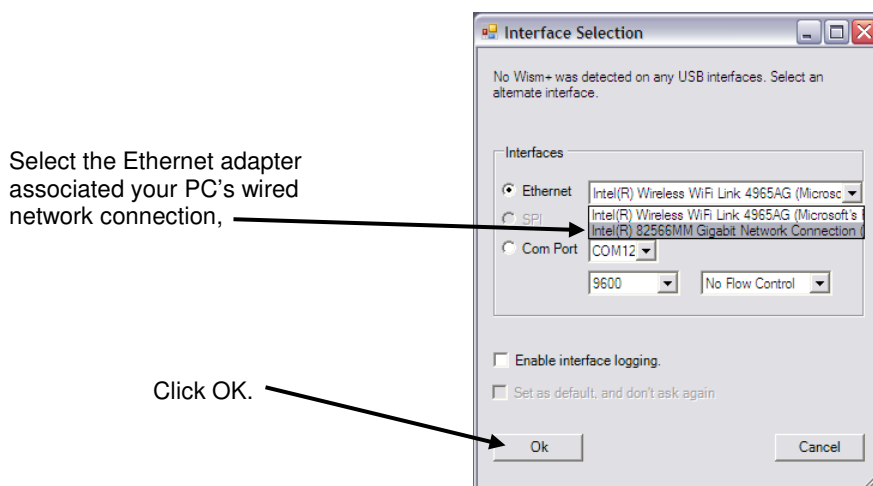 Interface Selection
No Wism+ was detected on any USB interfaces. Select an
alternate interface.
Select the Ethernet adapter
associated your PC's wired
network connection,
Interfaces
Ethernet
Intel(R) Wireless WiFi Link 4965AG (Microsc
SPI
Intel(R) Wireless WiFi Link 4965AG (Microsoft's
Intel(R) 82566MM Gigabit Network Connection (
Com Port
COM12
9600
No Flow Control
Enable interface logging.
Click OK.
Set as default, and don't ask again
Ok
Cancel